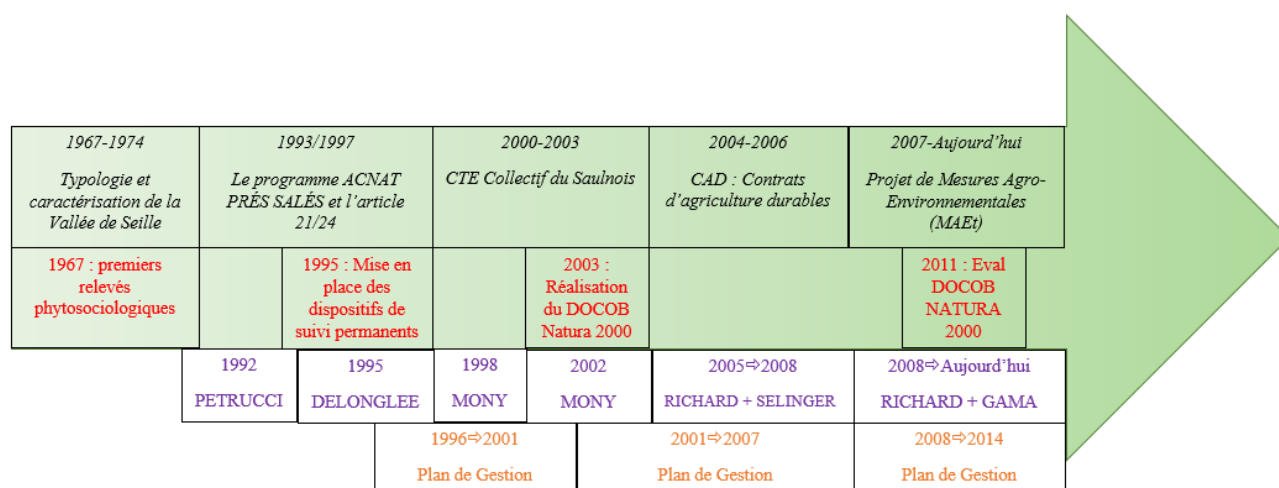 1967-1974
Typologie et
caractérisation de la
Vallée de Seille
1993/1997
Le programme ACNAT
PRÉS SALÉS et l'article
21/24
2000-2003
CTE Collectif du Saulnois
2004-2006
CAD : Contrats
d'agriculture durables
2007-Aujourd'hui
Projet de Mesures Agro-
Environnementales
(MAEt)
1967 : premiers
relevés
phytosociologiques
1995 : Mise en
place des
dispositifs de
suivi permanents
2003 :
Réalisation
du DOCOB
Natura 2000
2011 : Eval
DOCOB
NATURA
2000
1992
PETRUCCI
1995
DELONGLEE
1998
MONY
2002
MONY
2005⇨2008
RICHARD + SELINGER
2008⇨Aujourd'hui
RICHARD + GAMA
1996⇨2001
Plan de Gestion
2001⇨2007
Plan de Gestion
2008⇨2014
Plan de Gestion